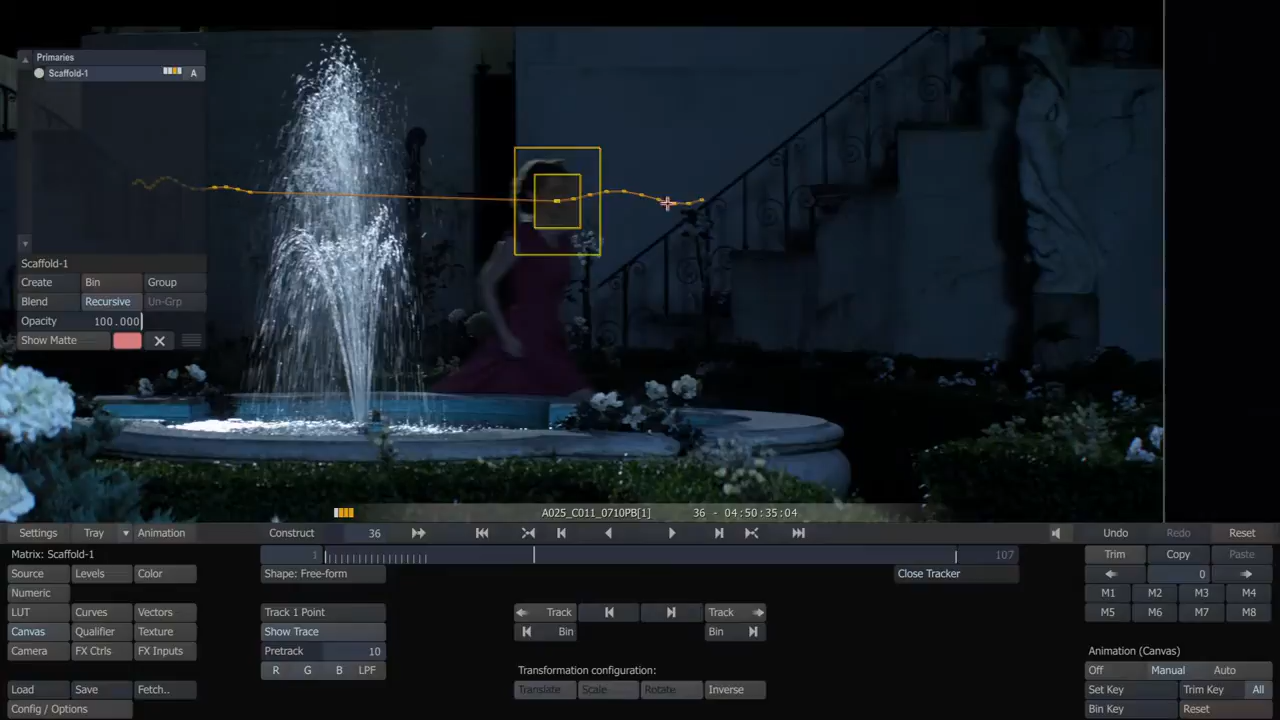 Primaries
Scaffold-1 A
Scaffold-1
Create Bin Group
Blend Recursive Un-Grp
Opacity 100.000
Show Matte
A025_C011_0710PB[1] 36 - 04:50:35:04
Settings Tray Animation Construct 36 Undo Redo Reset
Matrix: Scaffold-1 1 107 Trim Copy Paste
Source Levels Color Shape: Free-form Close Tracker 0
Numeric M1 M2 M3 M4
LUT Curves Vectors Track 1 Point Track Track M5 M6 M7 M8
Canvas Qualifier Texture Show Trace Bin Bin
Camera FX Ctrls FX Inputs Pretrack 10 Animation (Canvas)
R G B LPF Transformation configuration: Off Manual Auto
Load Save Fetch.. Translate Scale Rotate Inverse Set Key Trim Key All
Config / Options Bin Key Reset